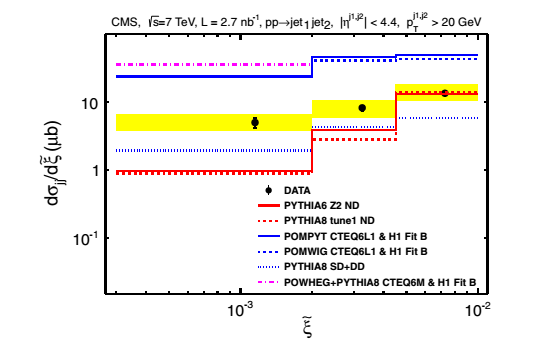 CMS, √s=7 TeV, L = 2.7 nb⁻¹, pp→jet₁jet₂, |η^{j1,j2}| < 4.4, p_T^{j1,j2} > 20 GeV
dσ_jj/dξ̃ (μb)
10
1
10⁻¹
DATA
PYTHIA6 Z2 ND
PYTHIA8 tune1 ND
POMPYT CTEQ6L1 & H1 Fit B
POMWIG CTEQ6L1 & H1 Fit B
PYTHIA8 SD+DD
POWHEG+PYTHIA8 CTEQ6M & H1 Fit B
10⁻³
10⁻²
ξ̃